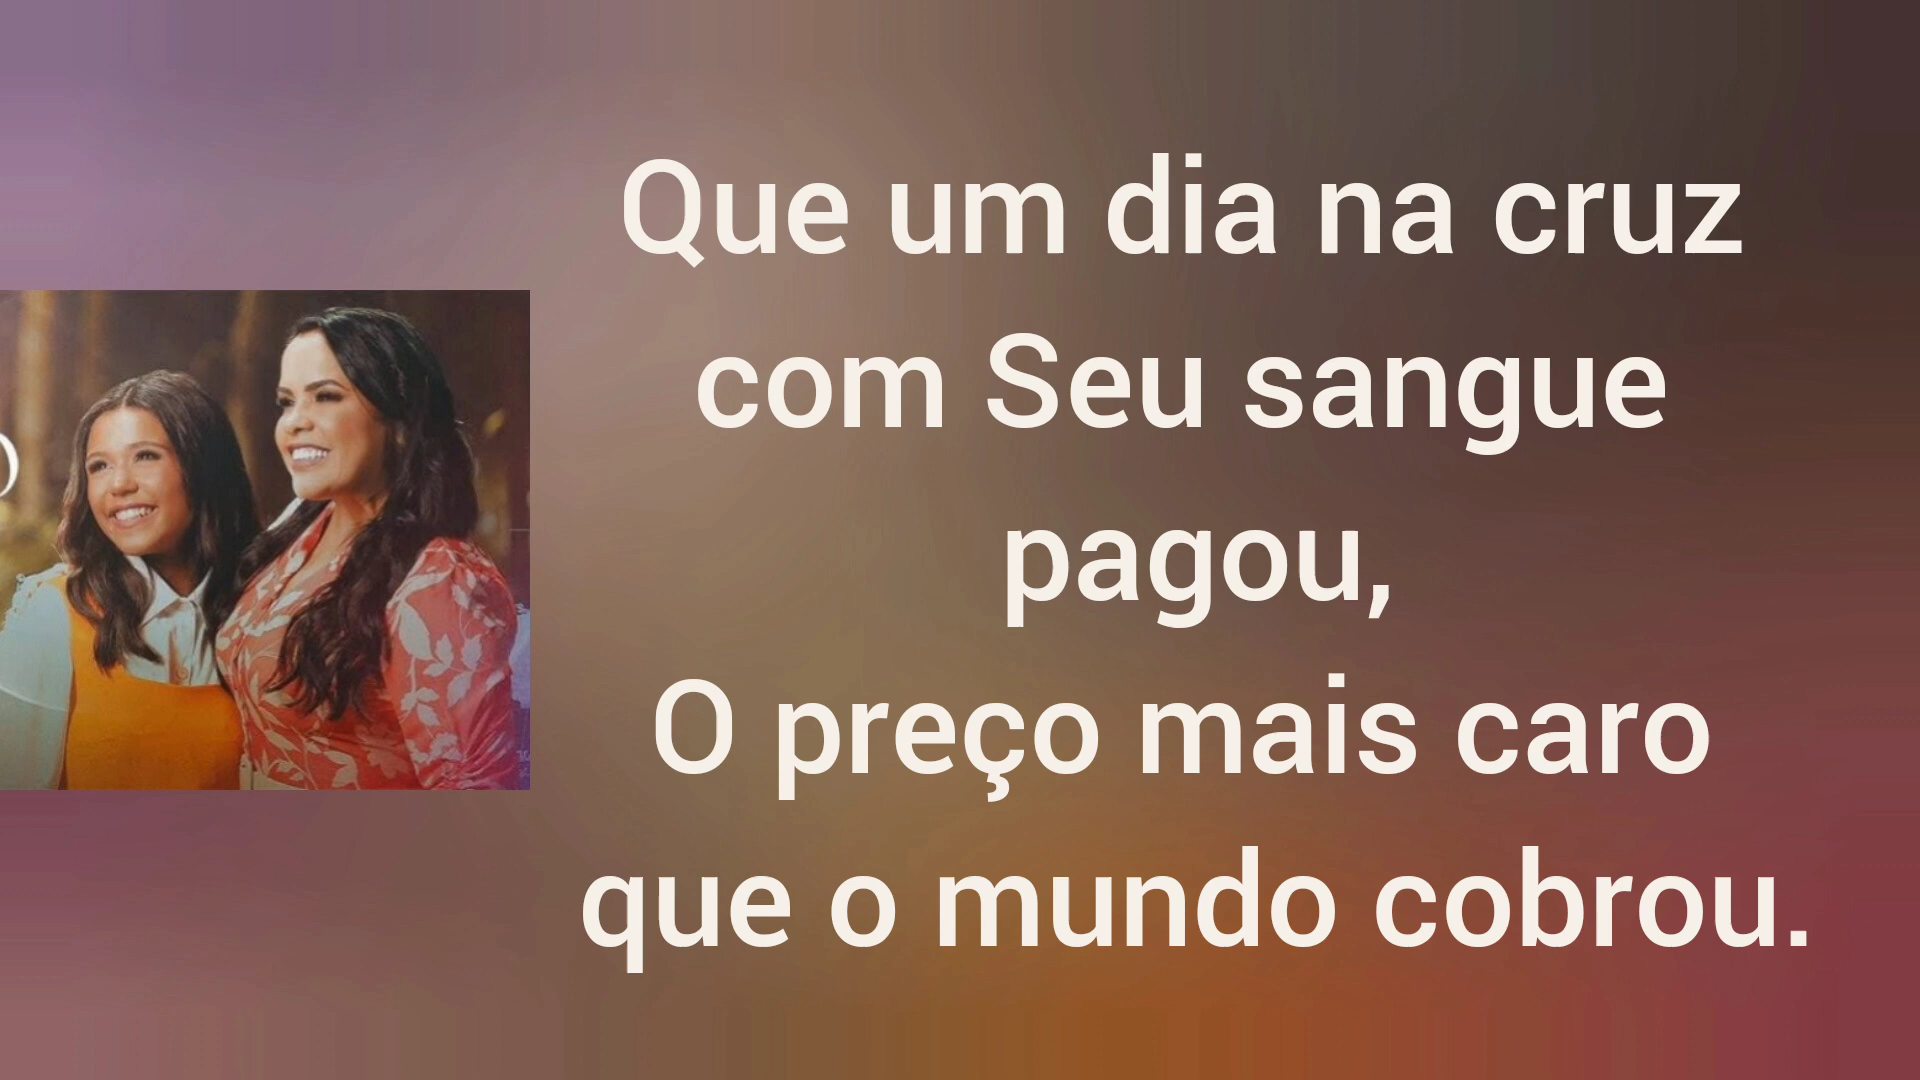 Que um dia na cruz
com Seu sangue
pagou,
O preço mais caro
que o mundo cobrou.